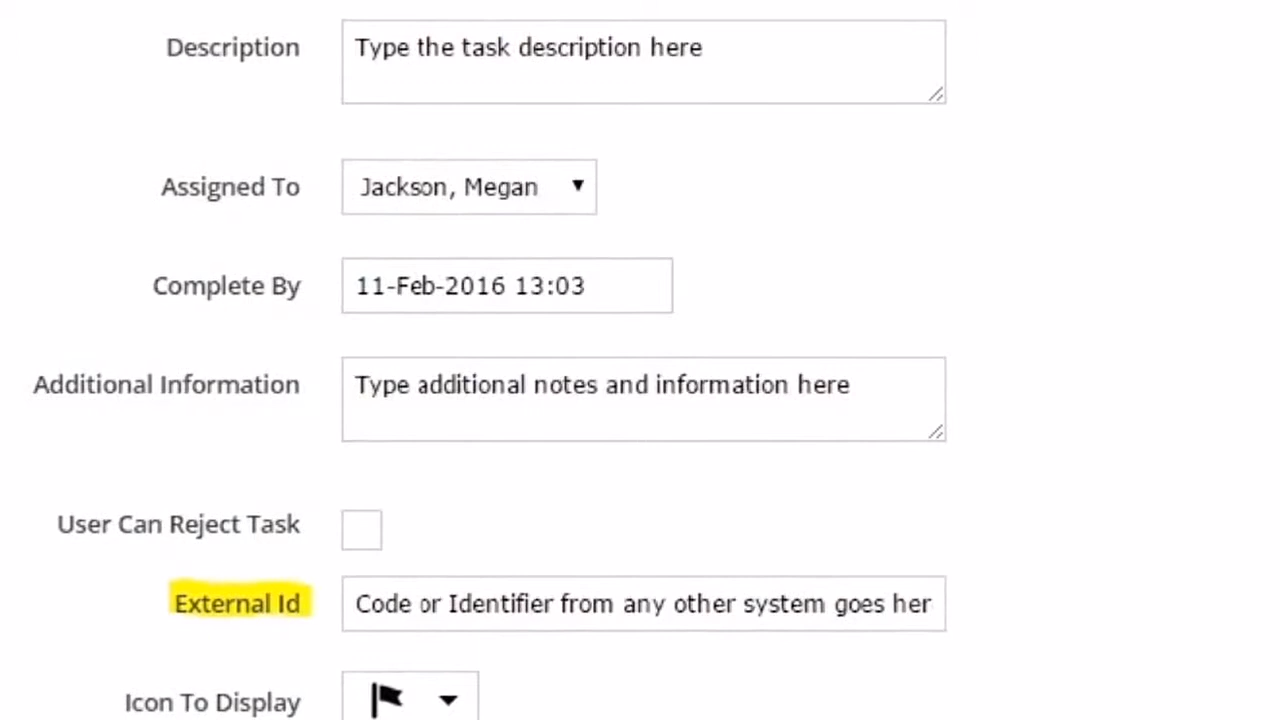 Description Type the task description here
Assigned To Jackson, Megan
Complete By 11-Feb-2016 13:03
Additional Information Type additional notes and information here
User Can Reject Task
External Id Code or Identifier from any other system goes her
Icon To Display